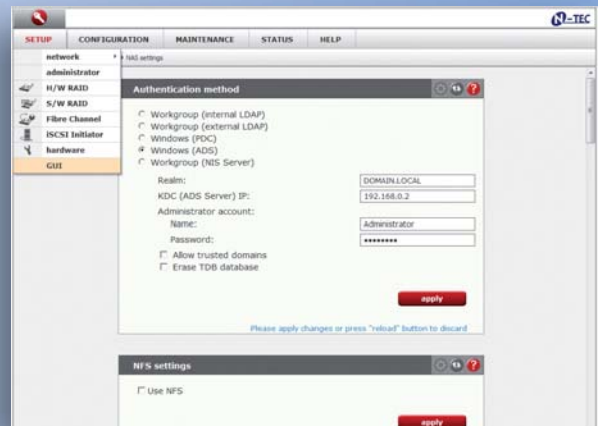 N-TEC
SETUP CONFIGURATION MAINTENANCE STATUS HELP
network
NAS settings
administrator
H/W RAID
S/W RAID
Fibre Channel
iSCSI Initiator
hardware
GUI
Authentication method
Workgroup (internal LDAP)
Workgroup (external LDAP)
Windows (PDC)
Windows (ADS)
Workgroup (NIS Server)
Realm: DOMAIN.LOCAL
KDC (ADS Server) IP: 192.168.0.2
Administrator account:
Name: Administrator
Password: ••••••••
Allow trusted domains
Erase TDB database
apply
Please apply changes or press "reload" button to discard
NFS settings
Use NFS
apply